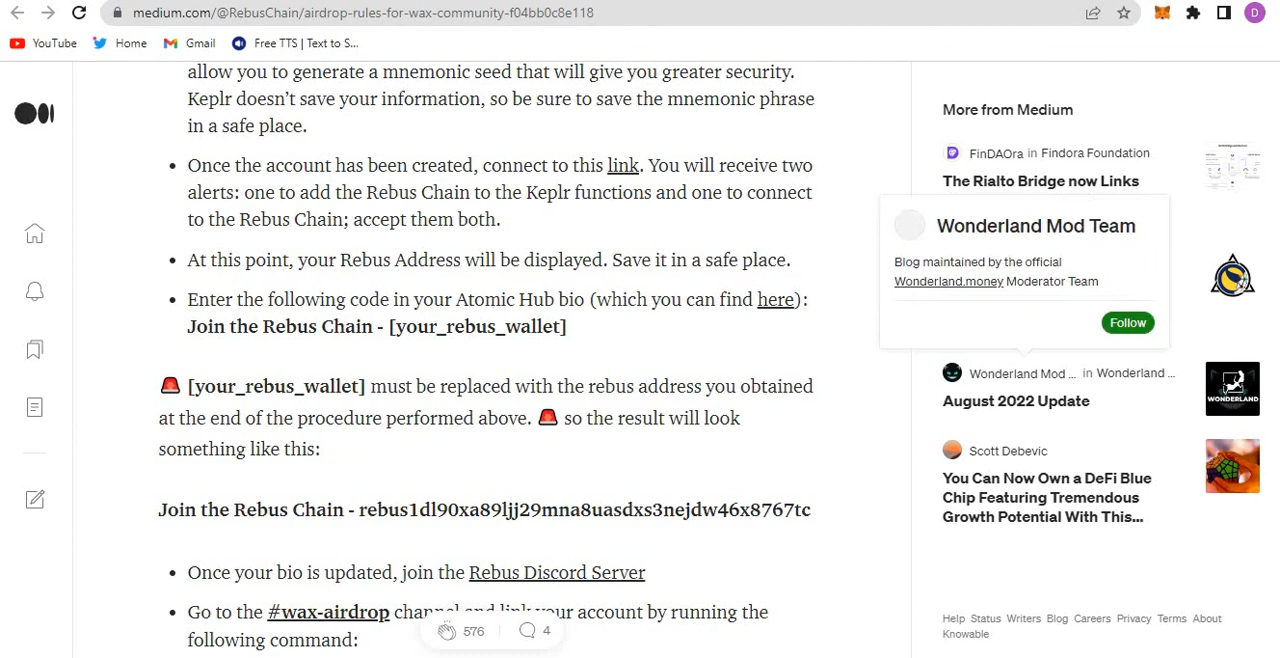 medium.com/@RebusChain/airdrop-rules-for-wax-community-f04bb0c8e118
D
YouTube
Home
Gmail
Free TTS | Text to S...
allow you to generate a mnemonic seed that will give you greater security.
Keplr doesn’t save your information, so be sure to save the mnemonic phrase
in a safe place.
• Once the account has been created, connect to this link. You will receive two
alerts: one to add the Rebus Chain to the Keplr functions and one to connect
to the Rebus Chain; accept them both.
• At this point, your Rebus Address will be displayed. Save it in a safe place.
• Enter the following code in your Atomic Hub bio (which you can find here):
Join the Rebus Chain - [your_rebus_wallet]
🚨 [your_rebus_wallet] must be replaced with the rebus address you obtained
at the end of the procedure performed above. 🚨 so the result will look
something like this:
Join the Rebus Chain - rebus1dl90xa89ljj29mna8uasdxs3nejdw46x8767tc
• Once your bio is updated, join the Rebus Discord Server
• Go to the #wax-airdrop channel and link your account by running the
following command:
576
4
More from Medium
FinDAOra in Findora Foundation
The Rialto Bridge now Links
Wonderland Mod Team
Blog maintained by the official
Wonderland.money Moderator Team
Follow
Wonderland Mod ... in Wonderland ...
August 2022 Update
WONDERLAND
Scott Debevic
You Can Now Own a DeFi Blue
Chip Featuring Tremendous
Growth Potential With This...
Help Status Writers Blog Careers Privacy Terms About
Knowable